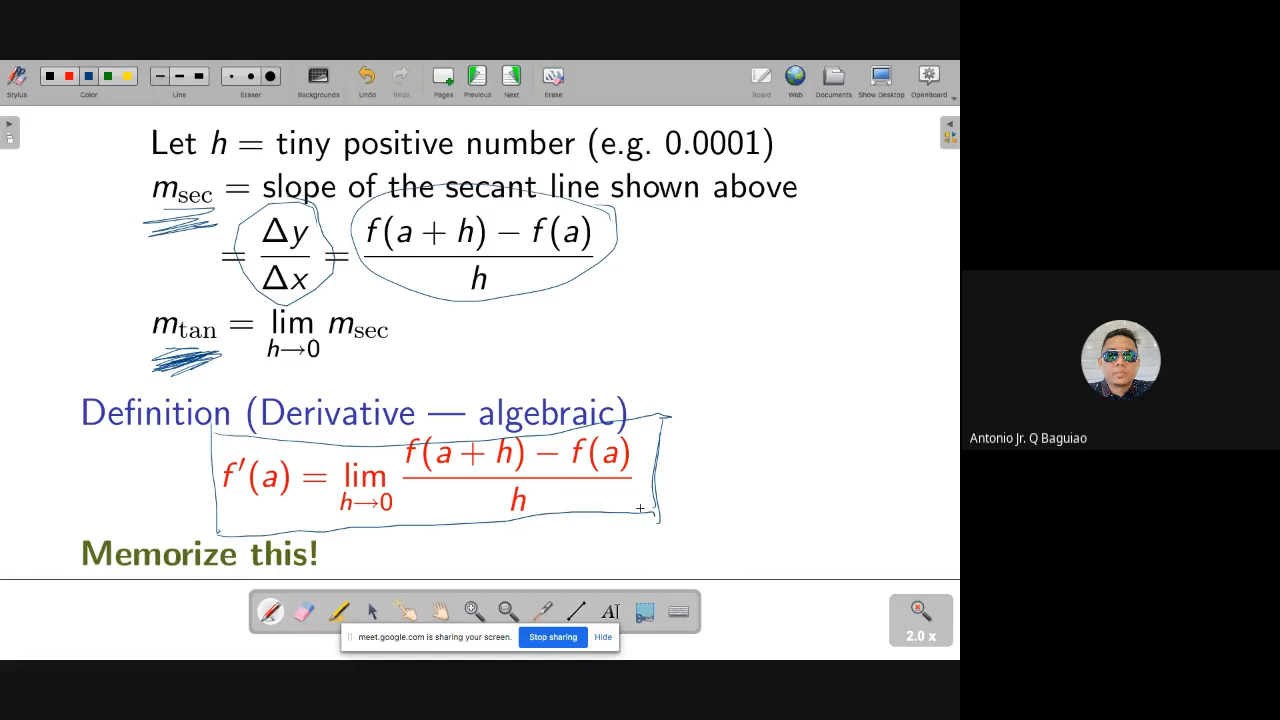 Stylus
Color
Line
Eraser
Backgrounds
Undo
Redo
Pages
Previous
Next
Erase
Board
Web
Documents
Show Desktop
OpenBoard
Let h = tiny positive number (e.g. 0.0001)
m_sec = slope of the secant line shown above
= Δy/Δx = (f(a + h) − f(a))/h
m_tan = lim h→0 m_sec
Definition (Derivative — algebraic)
f′(a) = lim h→0 (f(a + h) − f(a))/h
Memorize this!
AI
2.0 x
meet.google.com is sharing your screen.
Stop sharing
Hide
Antonio Jr. Q Baguiao